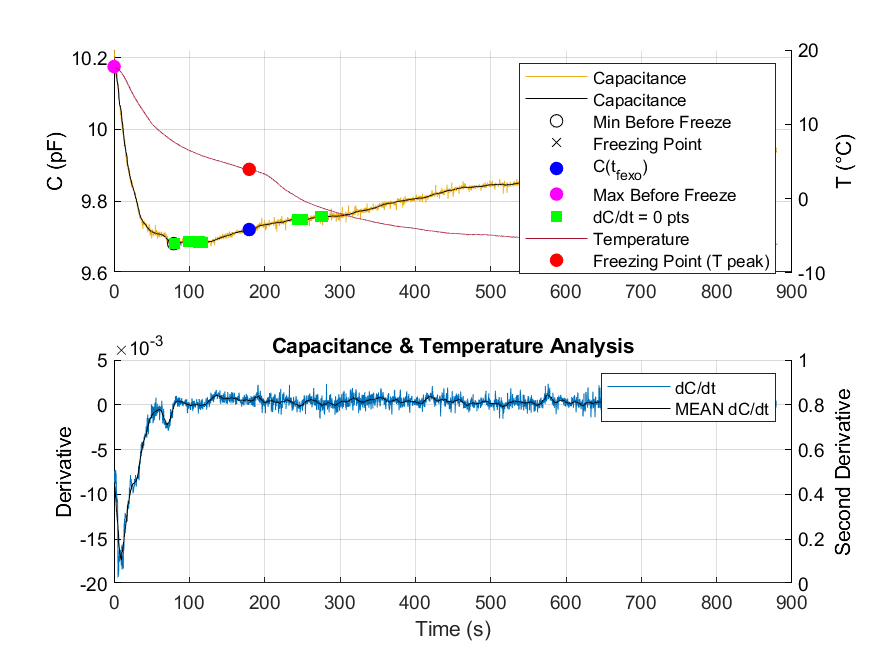 10.2
10
9.8
9.6
C (pF)
20
10
0
-10
T (°C)
0 100 200 300 400 500 600 700 800 900
Capacitance
Capacitance
Min Before Freeze
Freezing Point
C(t_fexo)
Max Before Freeze
dC/dt = 0 pts
Temperature
Freezing Point (T peak)
×10⁻³
Capacitance & Temperature Analysis
5
0
-5
-10
-15
-20
Derivative
1
0.8
0.6
0.4
0.2
0
Second Derivative
dC/dt
MEAN dC/dt
0 100 200 300 400 500 600 700 800 900
Time (s)